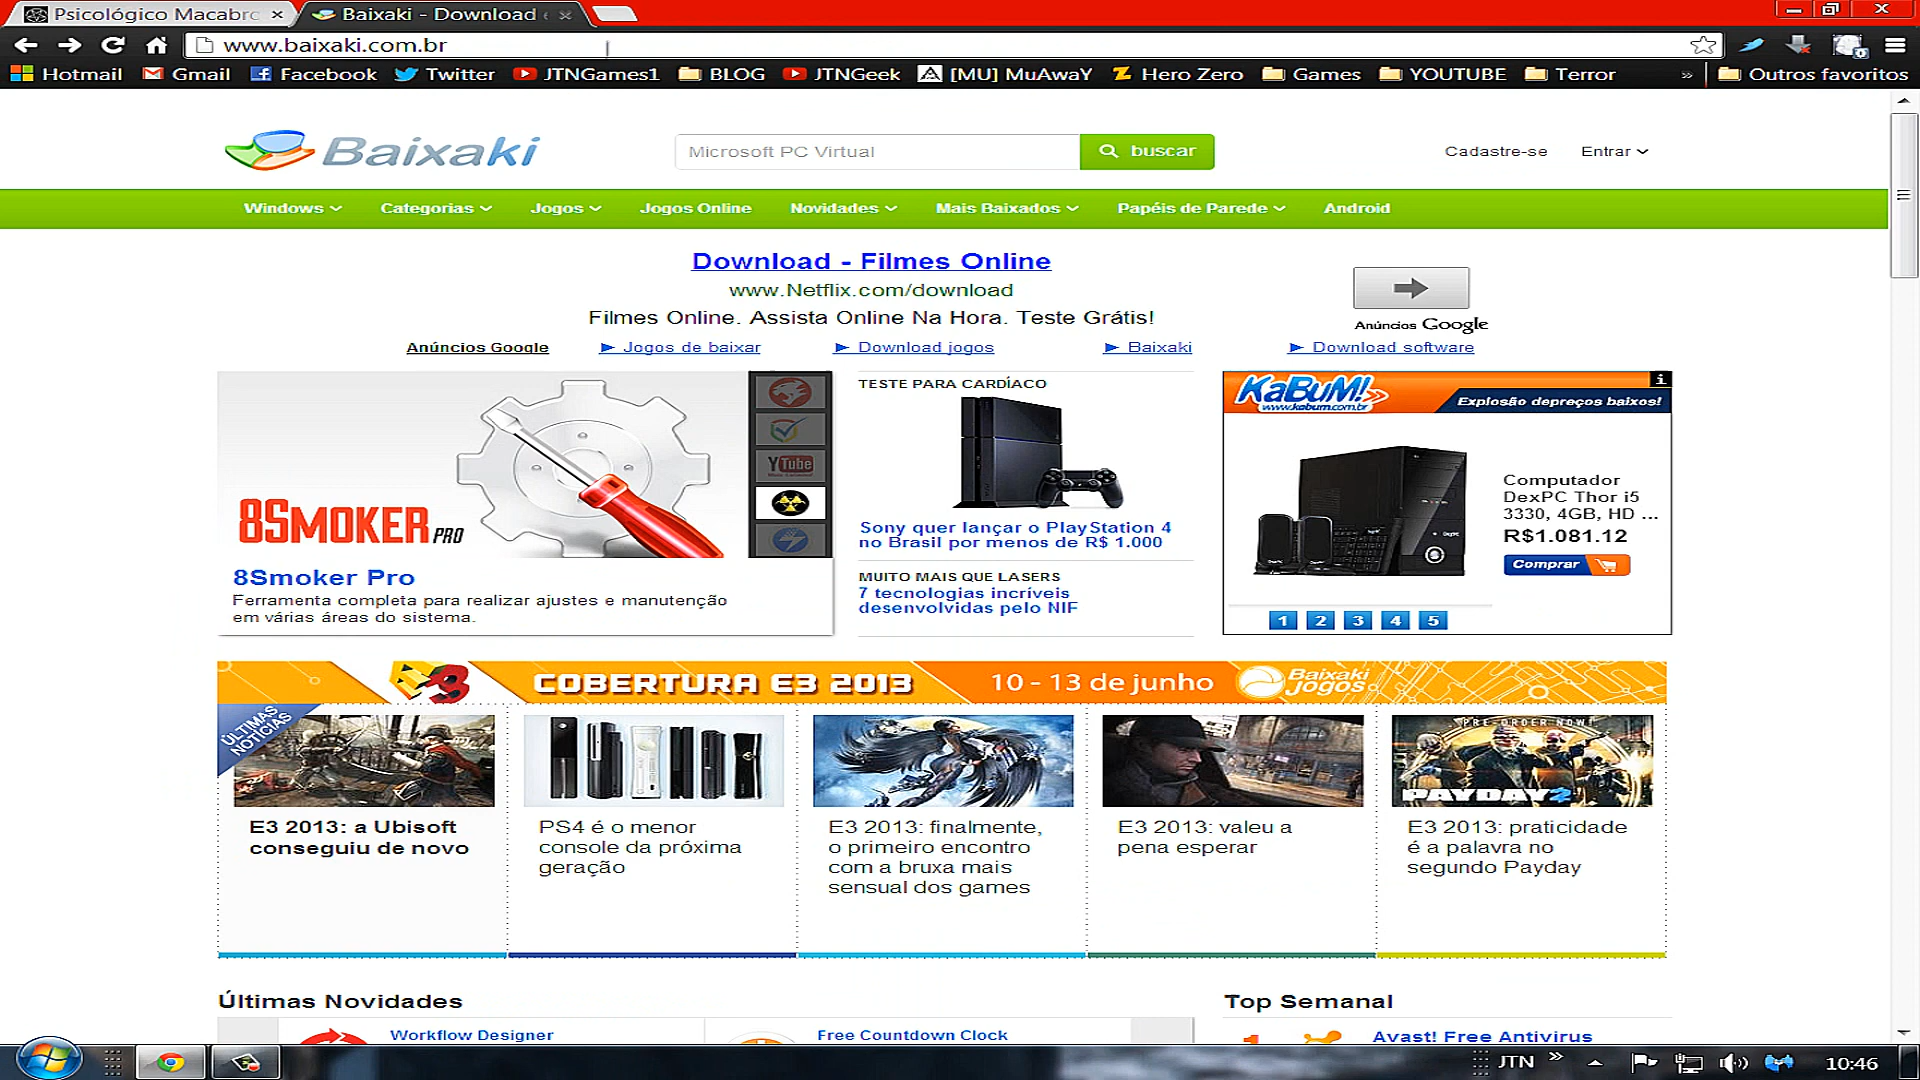 Psicológico Macabro
Baixaki - Download
www.baixaki.com.br
Hotmail
Gmail
Facebook
Twitter
JTNGames1
BLOG
JTNGeek
[MU] MuAwaY
Hero Zero
Games
YOUTUBE
Terror
»
Outros favoritos
Baixaki
Microsoft PC Virtual
buscar
Cadastre-se
Entrar
Windows
Categorias
Jogos
Jogos Online
Novidades
Mais Baixados
Papéis de Parede
Android
Download - Filmes Online
www.Netflix.com/download
Filmes Online. Assista Online Na Hora. Teste Grátis!
Anúncios Google
Anúncios Google
► Jogos de baixar
► Download jogos
► Baixaki
► Download software
8SMOKER PRO
YouTube
8Smoker Pro
Ferramenta completa para realizar ajustes e manutenção
em várias áreas do sistema.
TESTE PARA CARDÍACO
Sony quer lançar o PlayStation 4
no Brasil por menos de R$ 1.000
MUITO MAIS QUE LASERS
7 tecnologias incríveis
desenvolvidas pelo NIF
KaBuM!
www.kabum.com.br
Explosão depreços baixos!
Computador
DexPC Thor i5
3330, 4GB, HD ...
R$1.081.12
Comprar
1 2 3 4 5
E3
COBERTURA E3 2013
10 - 13 de junho
Baixaki
Jogos
ÚLTIMAS
NOTÍCIAS
PRE-ORDER NOW!
PAYDAY 2
E3 2013: a Ubisoft
conseguiu de novo
PS4 é o menor
console da próxima
geração
E3 2013: finalmente,
o primeiro encontro
com a bruxa mais
sensual dos games
E3 2013: valeu a
pena esperar
E3 2013: praticidade
é a palavra no
segundo Payday
Últimas Novidades
Top Semanal
Workflow Designer
Free Countdown Clock
1
Avast! Free Antivirus
JTN
»
10:46